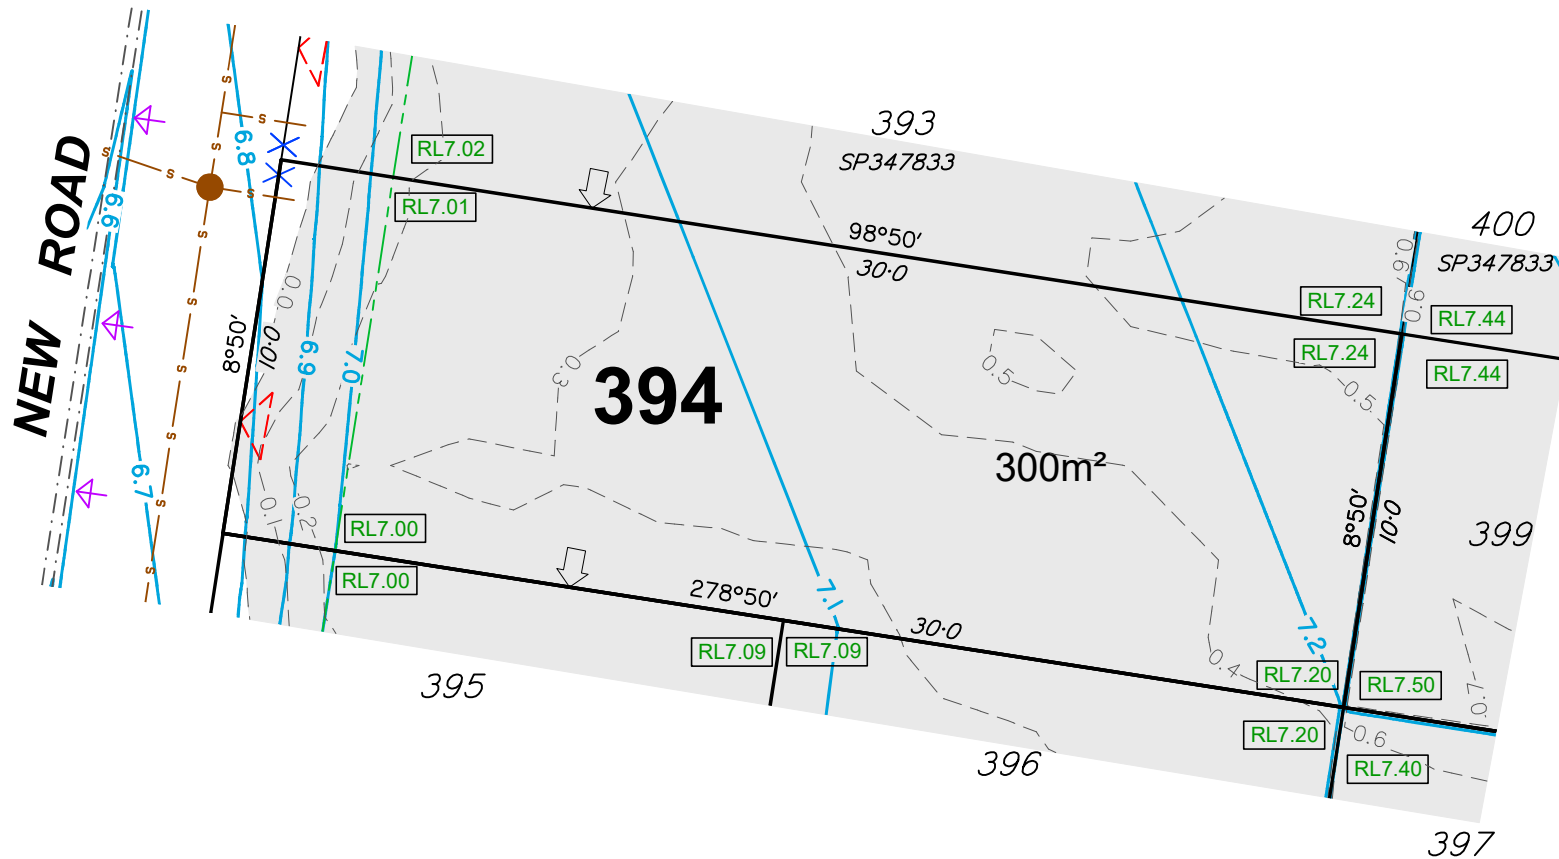 NEW ROAD
393
SP347833
400
SP347833
RL7.02
RL7.01
98°50′
30·0
RL7.24
RL7.24
RL7.44
RL7.44
0.6
0.6
6.8
6.6
6.7
s
s
s
s
s
s
s
s
s
s
s
s
0.0
8°50′
10·0
6.9
7.0
0.3
394
0.5
0.5
300m²
8°50′
10·0
399
0.1
0.2
RL7.00
RL7.00
278°50′
7.1
30·0
7.2
0.4
RL7.09
RL7.09
RL7.20
RL7.50
RL7.20
0.6
0.7
RL7.40
395
396
397